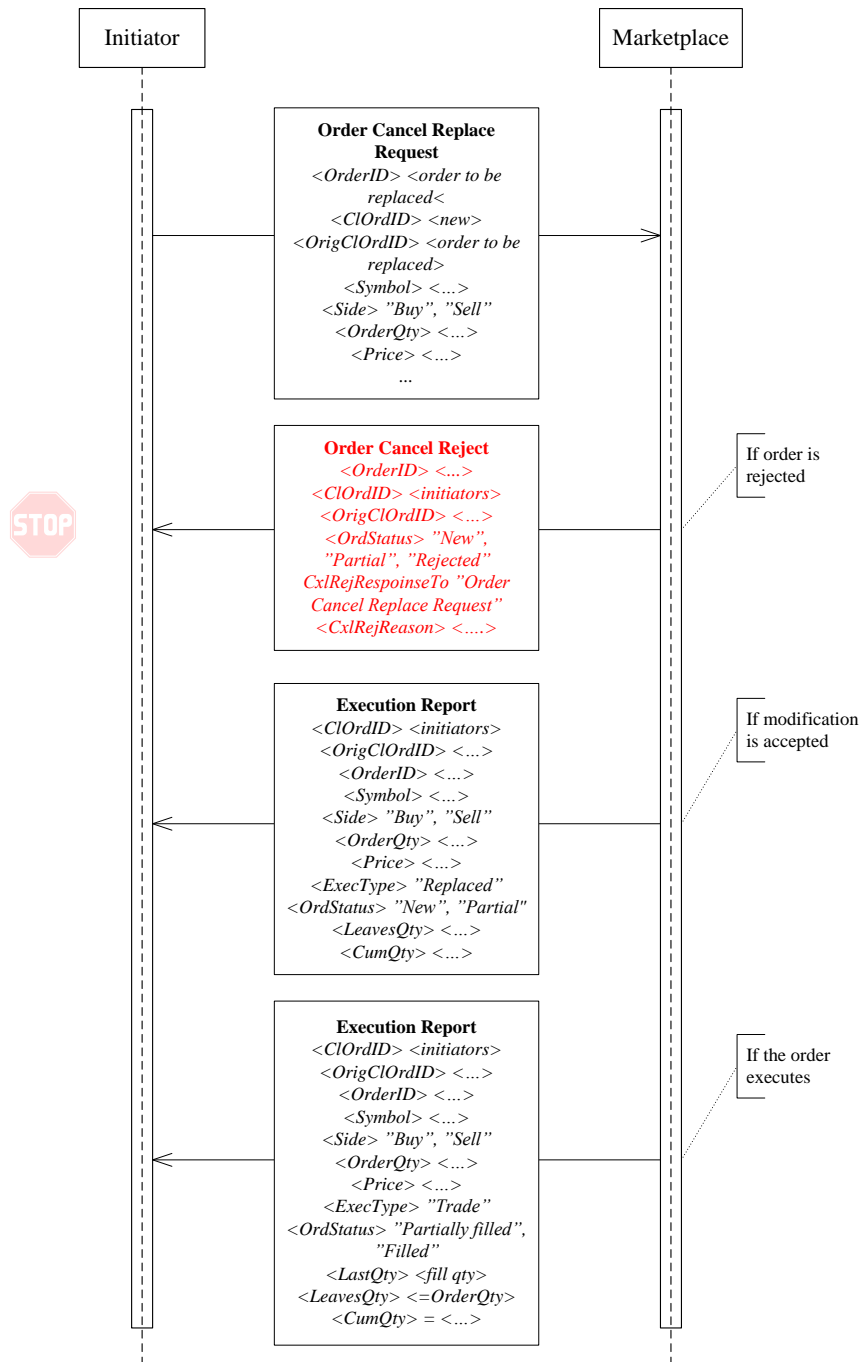 Initiator
Marketplace
Order Cancel Replace
Request
<OrderID> <order to be
replaced<
<ClOrdID> <new>
<OrigClOrdID> <order to be
replaced>
<Symbol> <...>
<Side> ”Buy”, ”Sell”
<OrderQty> <...>
<Price> <...>
...
Order Cancel Reject
<OrderID> <...>
<ClOrdID> <initiators>
<OrigClOrdID> <...>
<OrdStatus> ”New”,
”Partial”, ”Rejected”
CxlRejRespoinseTo ”Order
Cancel Replace Request”
<CxlRejReason> <....>
If order is
rejected
STOP
Execution Report
<ClOrdID> <initiators>
<OrigClOrdID> <...>
<OrderID> <...>
<Symbol> <...>
<Side> ”Buy”, ”Sell”
<OrderQty> <...>
<Price> <...>
<ExecType> ”Replaced”
<OrdStatus> ”New”, ”Partial"
<LeavesQty> <...>
<CumQty> <...>
If modification
is accepted
Execution Report
<ClOrdID> <initiators>
<OrigClOrdID> <...>
<OrderID> <...>
<Symbol> <...>
<Side> ”Buy”, ”Sell”
<OrderQty> <...>
<Price> <...>
<ExecType> ”Trade”
<OrdStatus> ”Partially filled”,
”Filled”
<LastQty> <fill qty>
<LeavesQty> <=OrderQty>
<CumQty> = <...>
If the order
executes